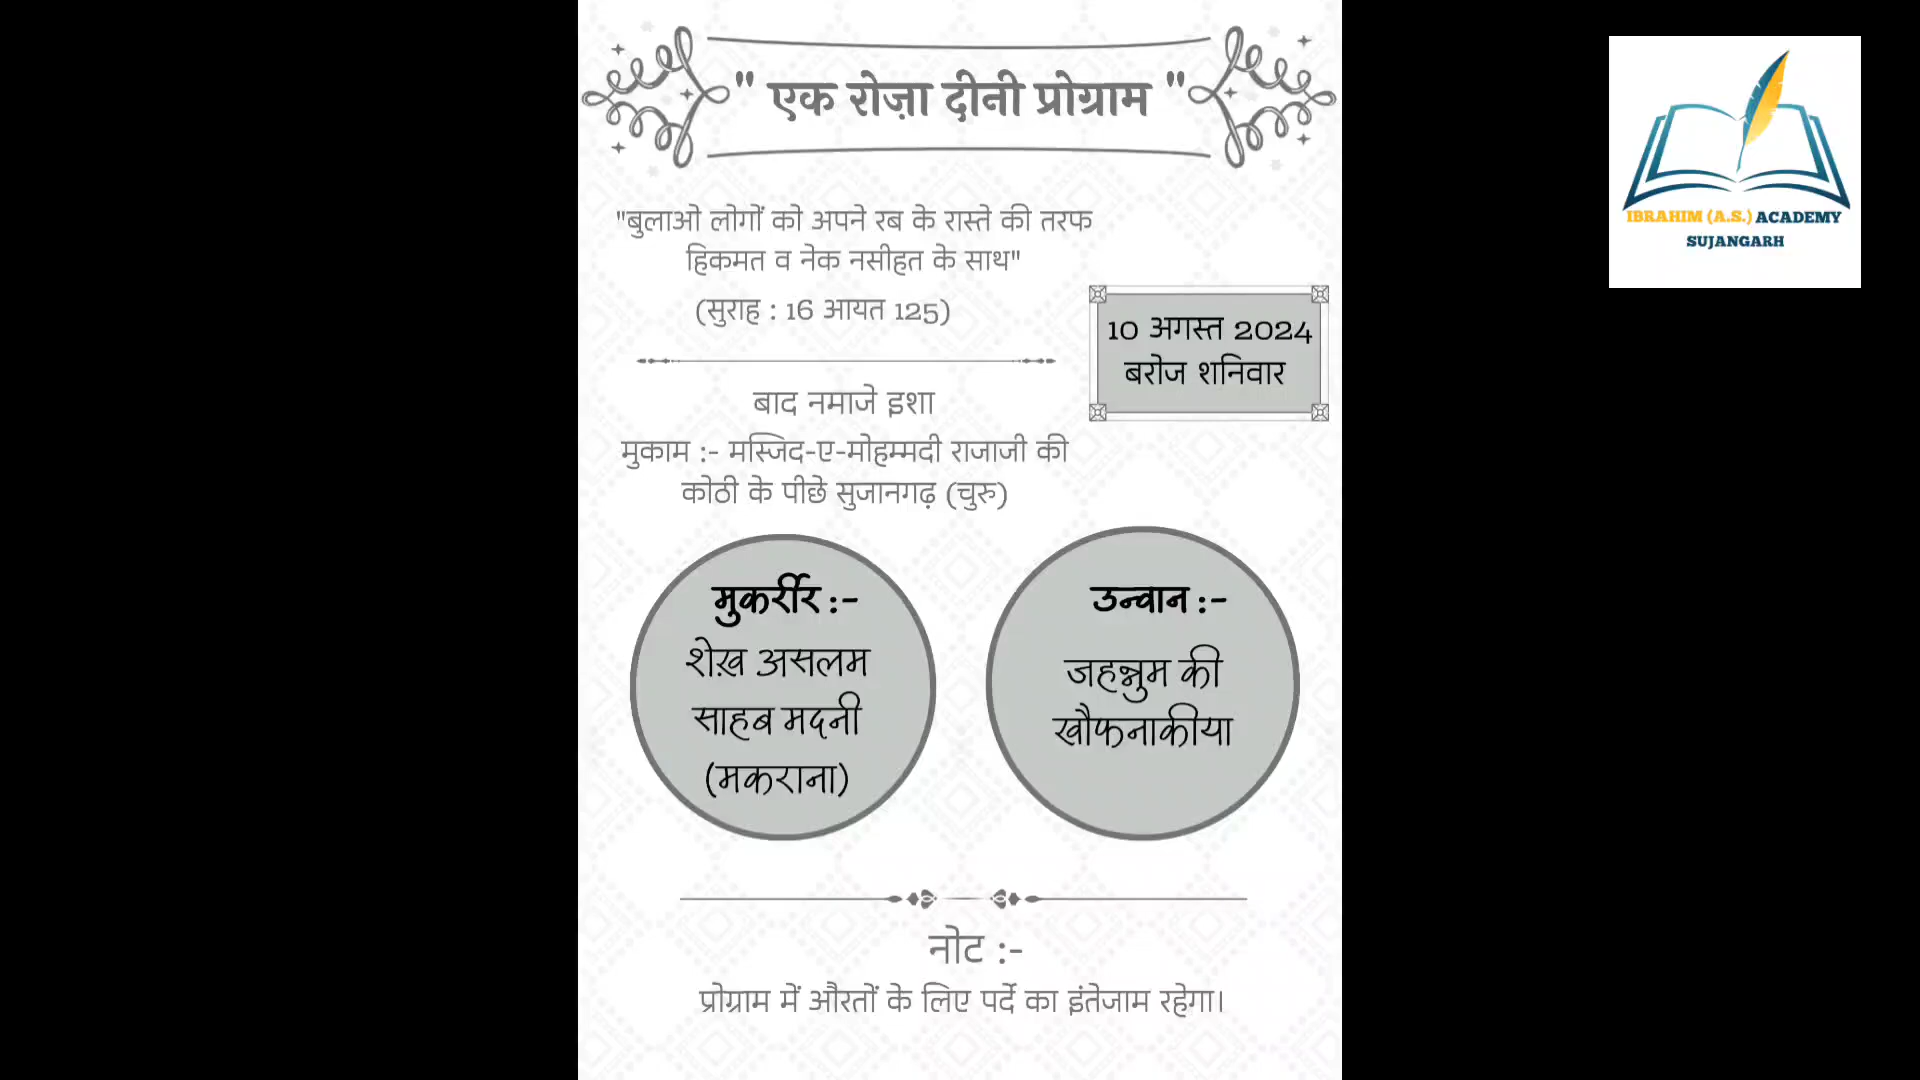 " एक रोज़ा दीनी प्रोग्राम "
"बुलाओ लोगों को अपने रब के रास्ते की तरफ
हिकमत व नेक नसीहत के साथ"
(सुराह : 16 आयत 125)
10 अगस्त 2024
बरोज शनिवार
बाद नमाजे इशा
मुकाम :- मस्जिद-ए-मोहम्मदी राजाजी की
कोठी के पीछे सुजानगढ़ (चुरु)
मुकर्रीर :-
शेख़ असलम
साहब मदनी
(मकराना)
उन्वान :-
जहन्नुम की
खौफनाकीया
नोट :-
प्रोग्राम में औरतों के लिए पर्दे का इंतेजाम रहेगा।
IBRAHIM (A.S.) ACADEMY
SUJANGARH